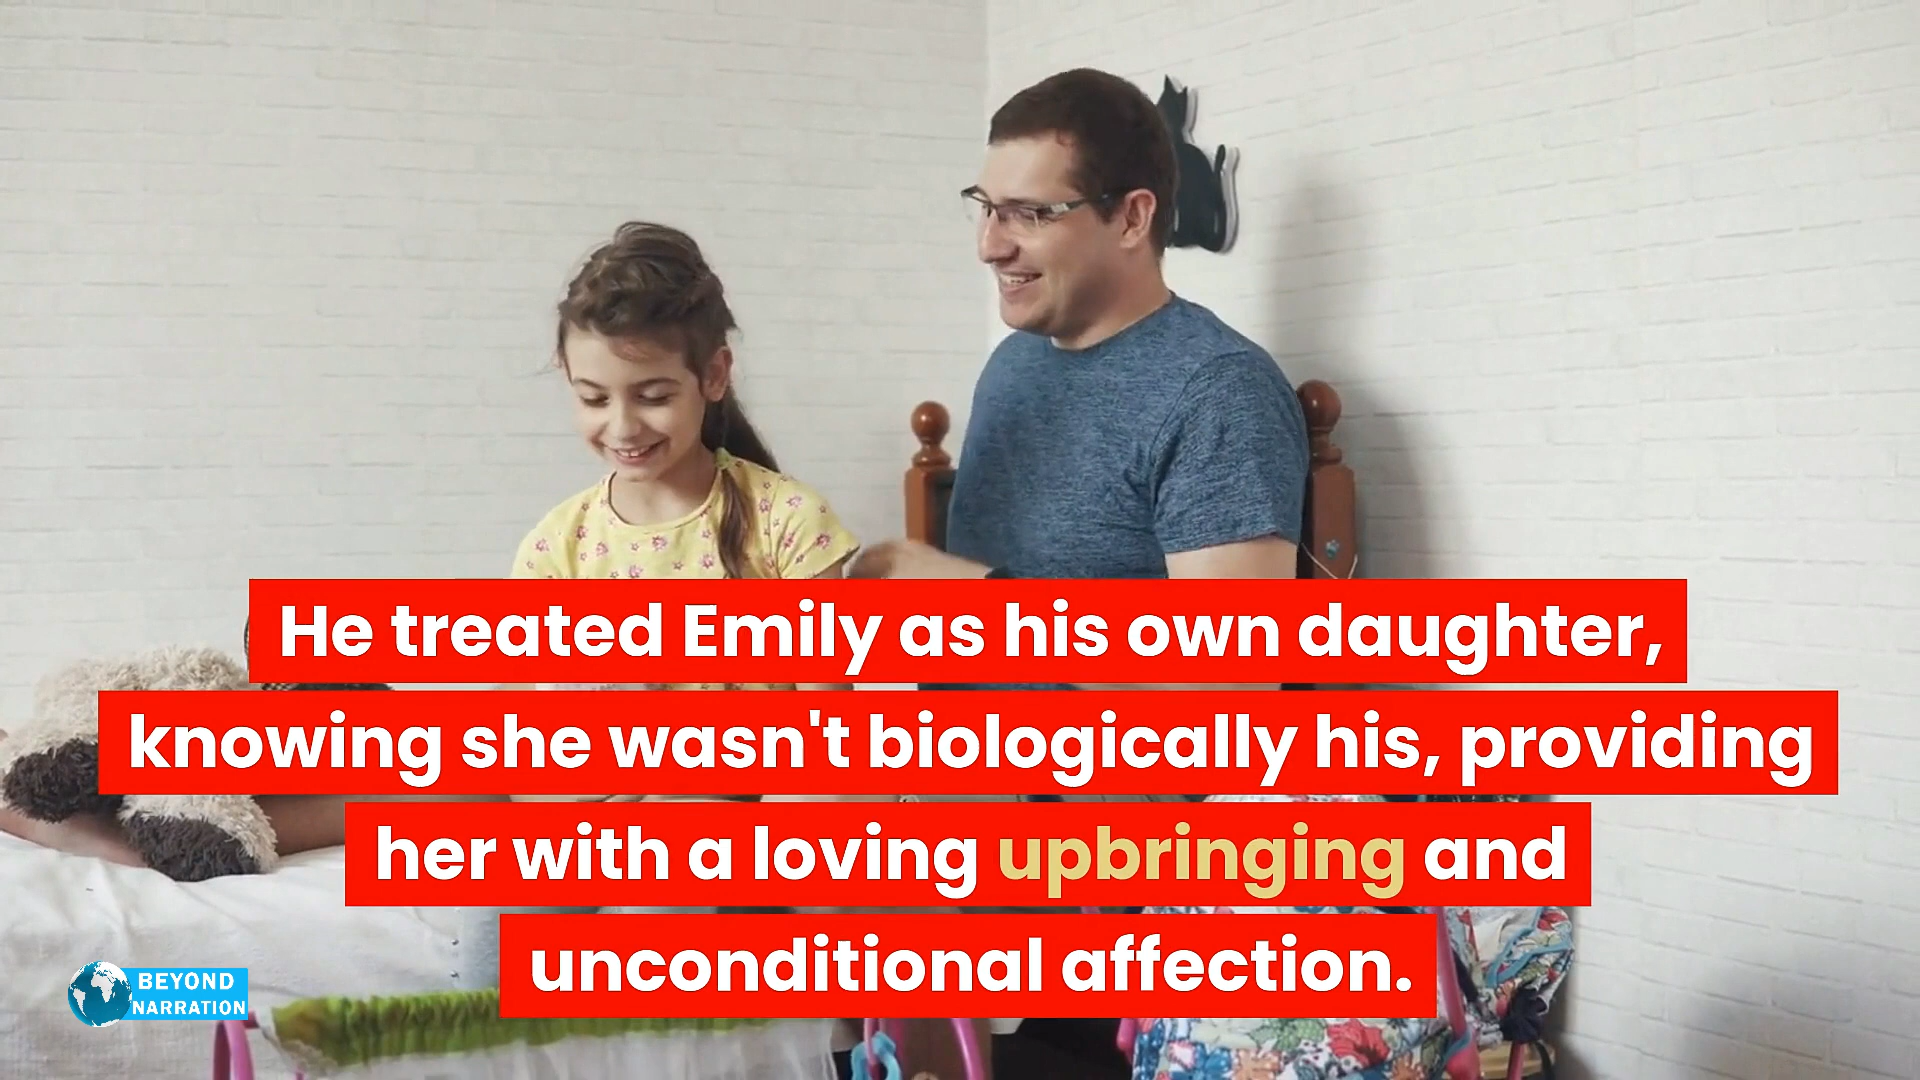 He treated Emily as his own daughter,
knowing she wasn't biologically his, providing
her with a loving upbringing and
unconditional affection.
BEYOND
NARRATION